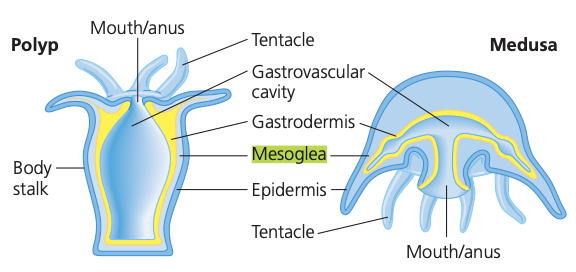 Mouth/anus
Polyp
Tentacle
Medusa
Gastrovascular
cavity
Gastrodermis
Mesoglea
Body
stalk
Epidermis
Tentacle
Mouth/anus